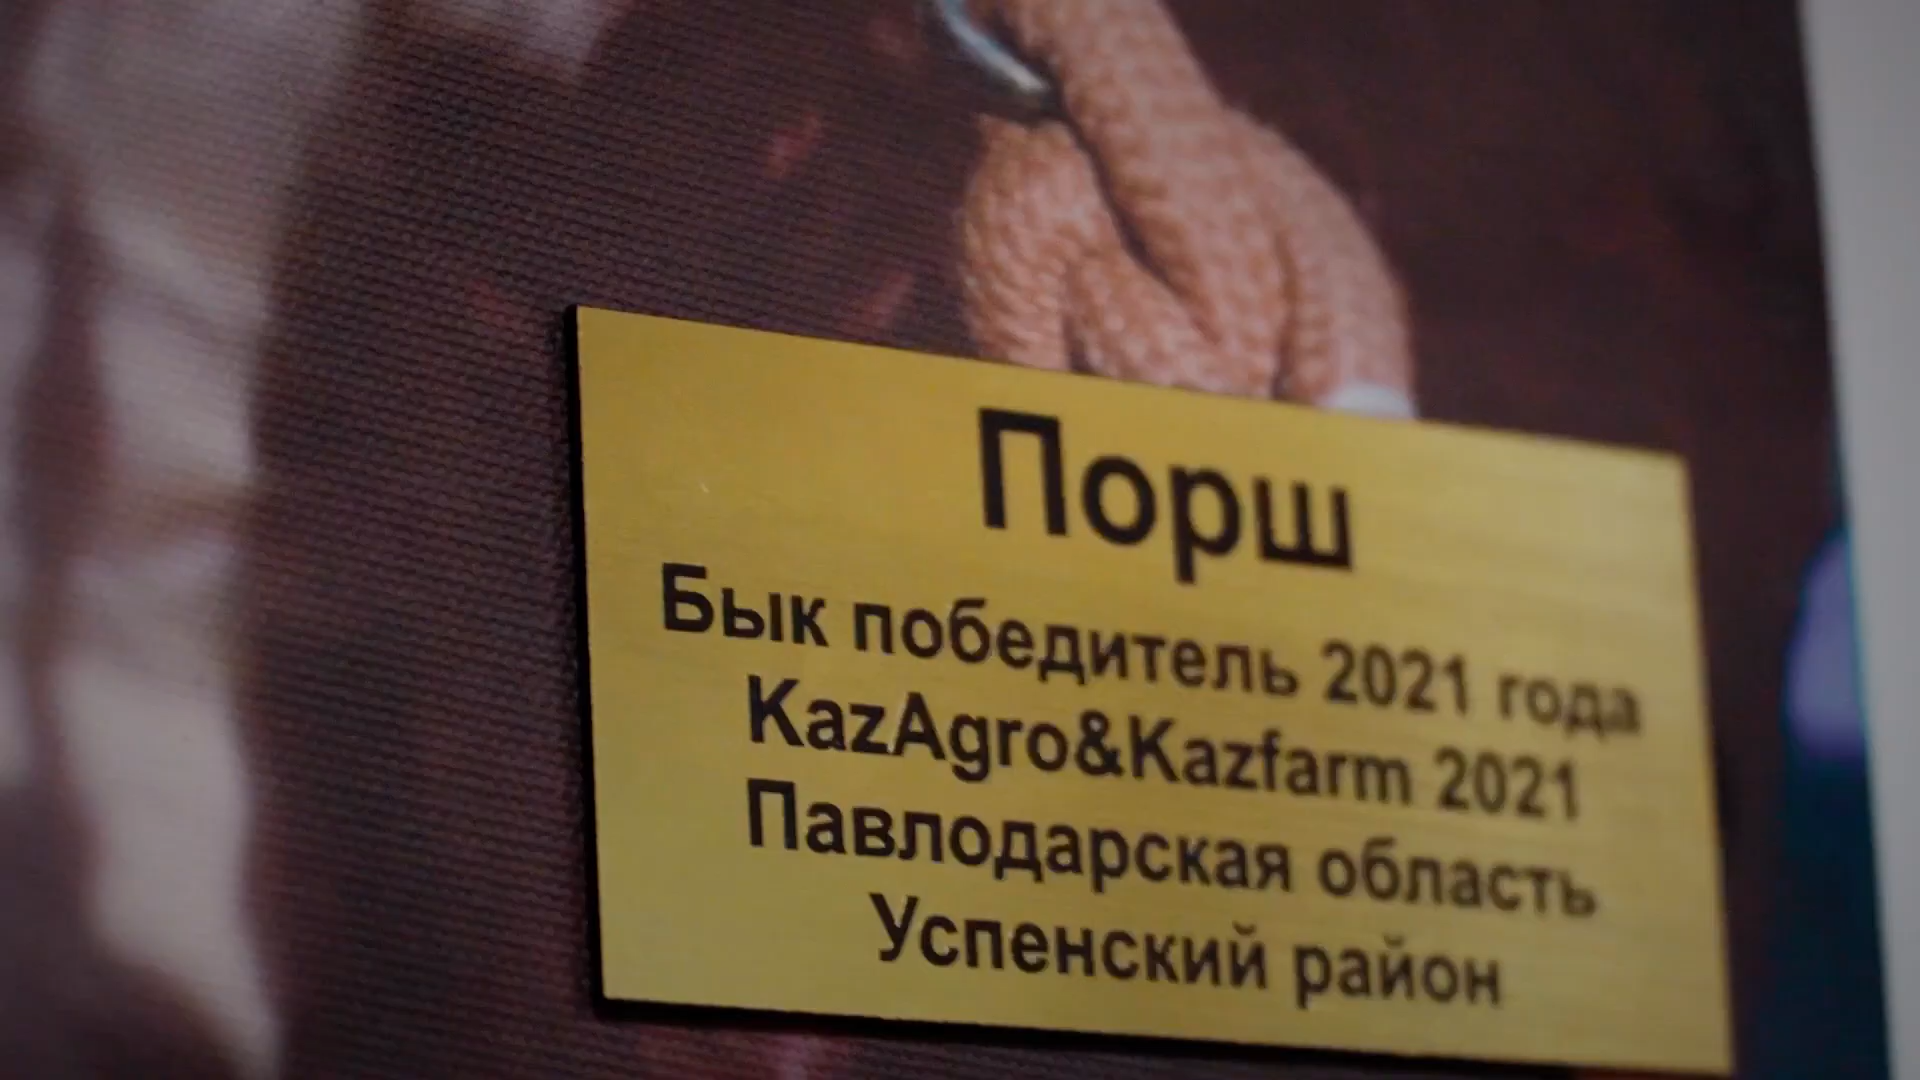 Порш
Бык победитель 2021 года
KazAgro&Kazfarm 2021
Павлодарская область
Успенский район